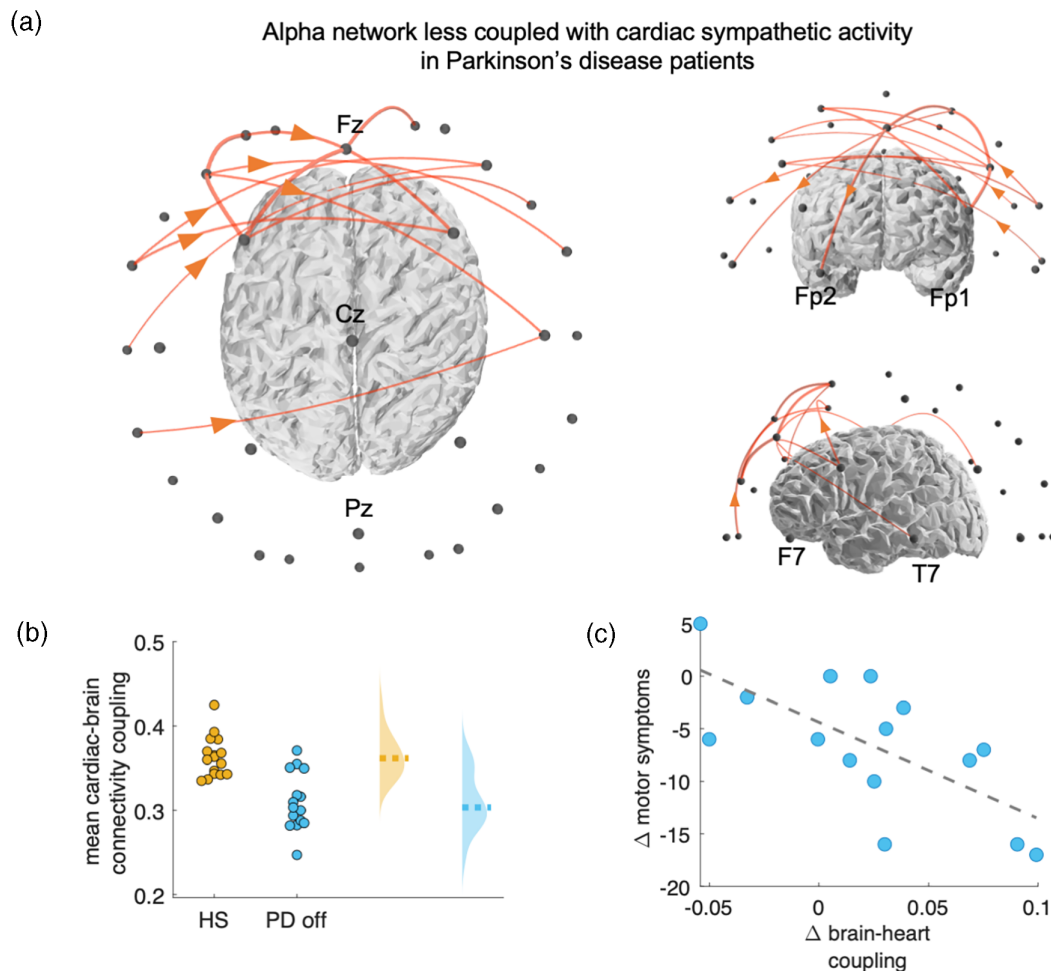 (a)
Alpha network less coupled with cardiac sympathetic activity
in Parkinson's disease patients
Fz
Cz
Pz
Fp2
Fp1
F7
T7
(b)
mean cardiac-brain
connectivity coupling
0.5
0.4
0.3
0.2
HS
PD off
(c)
Δ motor symptoms
5
0
-5
-10
-15
-20
-0.05
0
0.05
0.1
Δ brain-heart
coupling